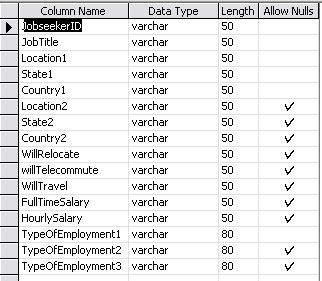 Column Name Data Type Length Allow Nulls
JobseekerID varchar 50
JobTitle varchar 50
Location1 varchar 50
State1 varchar 50
Country1 varchar 50
Location2 varchar 50 ✓
State2 varchar 50 ✓
Country2 varchar 50 ✓
WillRelocate varchar 50 ✓
willTelecommute varchar 50 ✓
WillTravel varchar 50 ✓
FullTimeSalary varchar 50 ✓
HourlySalary varchar 50 ✓
TypeOfEmployment1 varchar 80
TypeOfEmployment2 varchar 80 ✓
TypeOfEmployment3 varchar 80 ✓